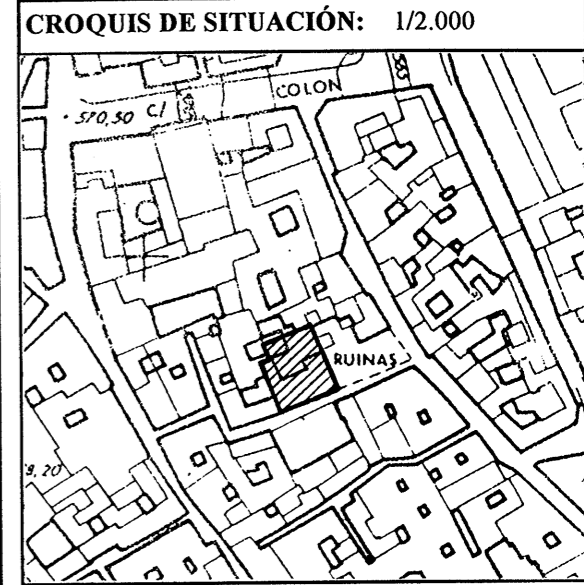 CROQUIS DE SITUACIÓN: 1/2.000
COLON
570,50 C/
RUINAS
9,20